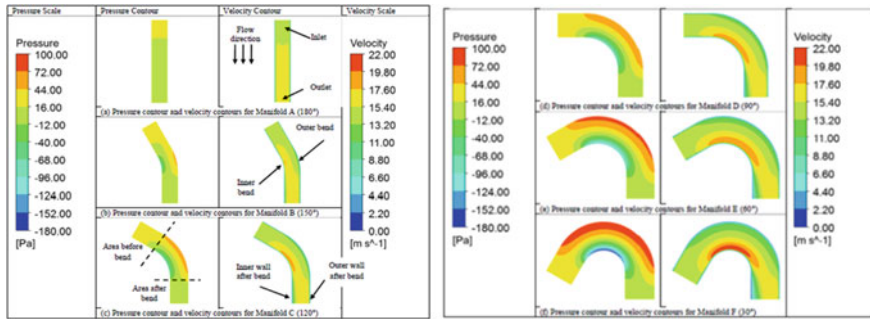 Pressure Scale Pressure Contour Velocity Contour Velocity Scale
Pressure
100.00
72.00
44.00
16.00
-12.00
-40.00
-68.00
-96.00
-124.00
-152.00
-180.00
[Pa]
Flow
direction
Inlet
Outlet
(a) Pressure contour and velocity contours for Manifold A (180°)
Outer bend
Inner
bend
(b) Pressure contour and velocity contours for Manifold B (150°)
Area before
bend
Area after
bend
Inner wall
after bend
Outer wall
after bend
(c) Pressure contour and velocity contours for Manifold C (120°)
Velocity
22.00
19.80
17.60
15.40
13.20
11.00
8.80
6.60
4.40
2.20
0.00
[m s^-1]
Pressure
100.00
72.00
44.00
16.00
-12.00
-40.00
-68.00
-96.00
-124.00
-152.00
-180.00
[Pa]
(d) Pressure contour and velocity contours for Manifold D (90°)
(e) Pressure contour and velocity contours for Manifold E (60°)
(f) Pressure contour and velocity contours for Manifold F (30°)
Velocity
22.00
19.80
17.60
15.40
13.20
11.00
8.80
6.60
4.40
2.20
0.00
[m s^-1]